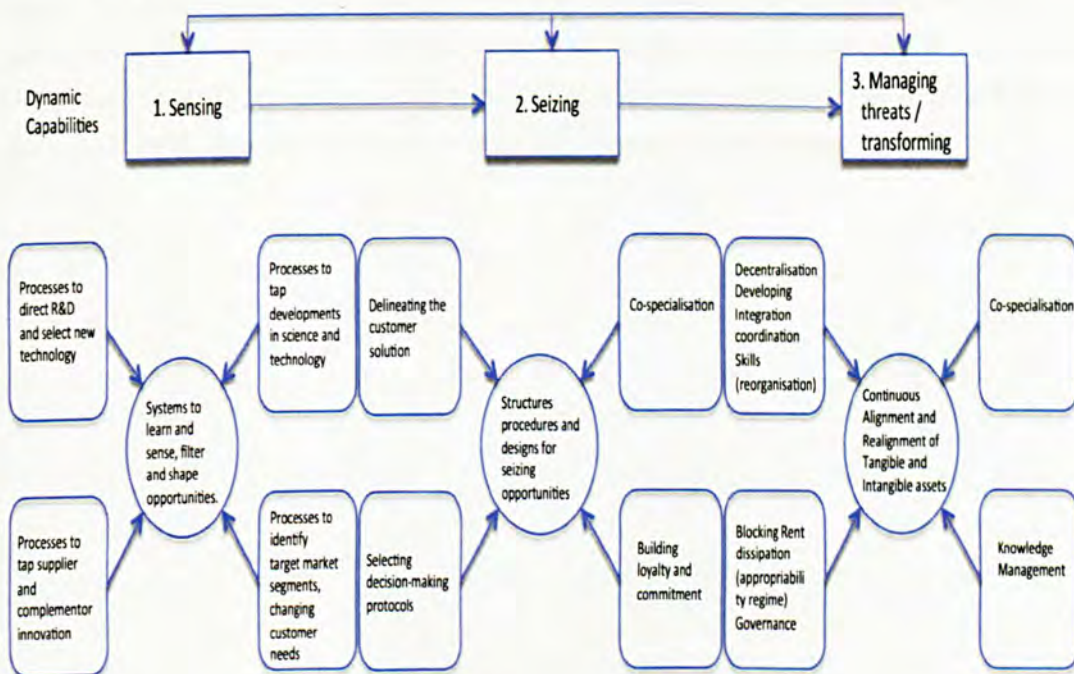 Dynamic
Capabilities
1. Sensing
2. Seizing
3. Managing
threats /
transforming
Processes to
direct R&D
and select new
technology
Processes to
tap
developments
in science and
technology
Systems to
learn and
sense, filter
and shape
opportunities.
Processes to
tap supplier
and
complementor
innovation
Processes to
identify
target market
segments,
changing
customer
needs
Delineating the
customer
solution
Co-specialisation
Structures
procedures and
designs for
seizing
opportunities
Selecting
decision-making
protocols
Building
loyalty and
commitment
Decentralisation
Developing
Integration
coordination
Skills
(reorganisation)
Co-specialisation
Continuous
Alignment and
Realignment of
Tangible and
Intangible assets
Blocking Rent
dissipation
(appropriabili
ty regime)
Governance
Knowledge
Management